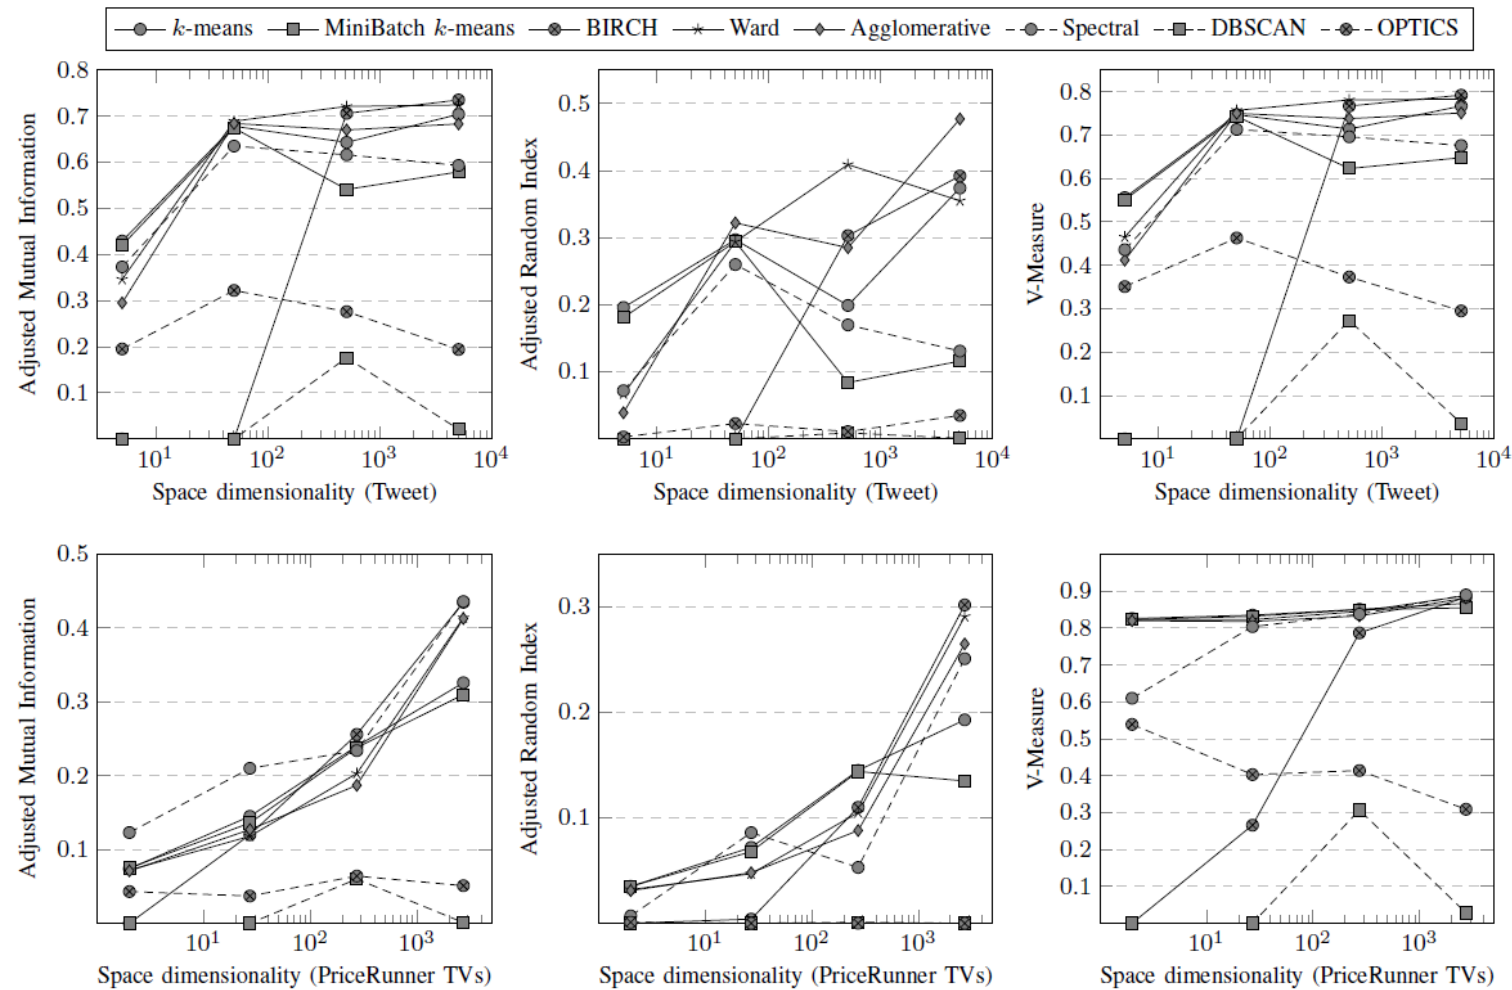 k-means MiniBatch k-means BIRCH Ward Agglomerative Spectral DBSCAN OPTICS
Adjusted Mutual Information
0.8
0.7
0.6
0.5
0.4
0.3
0.2
0.1
10^1 10^2 10^3 10^4
Space dimensionality (Tweet)
Adjusted Random Index
0.5
0.4
0.3
0.2
0.1
10^1 10^2 10^3 10^4
Space dimensionality (Tweet)
V-Measure
0.8
0.7
0.6
0.5
0.4
0.3
0.2
0.1
10^1 10^2 10^3 10^4
Space dimensionality (Tweet)
Adjusted Mutual Information
0.5
0.4
0.3
0.2
0.1
10^1 10^2 10^3
Space dimensionality (PriceRunner TVs)
Adjusted Random Index
0.3
0.2
0.1
10^1 10^2 10^3
Space dimensionality (PriceRunner TVs)
V-Measure
0.9
0.8
0.7
0.6
0.5
0.4
0.3
0.2
0.1
10^1 10^2 10^3
Space dimensionality (PriceRunner TVs)